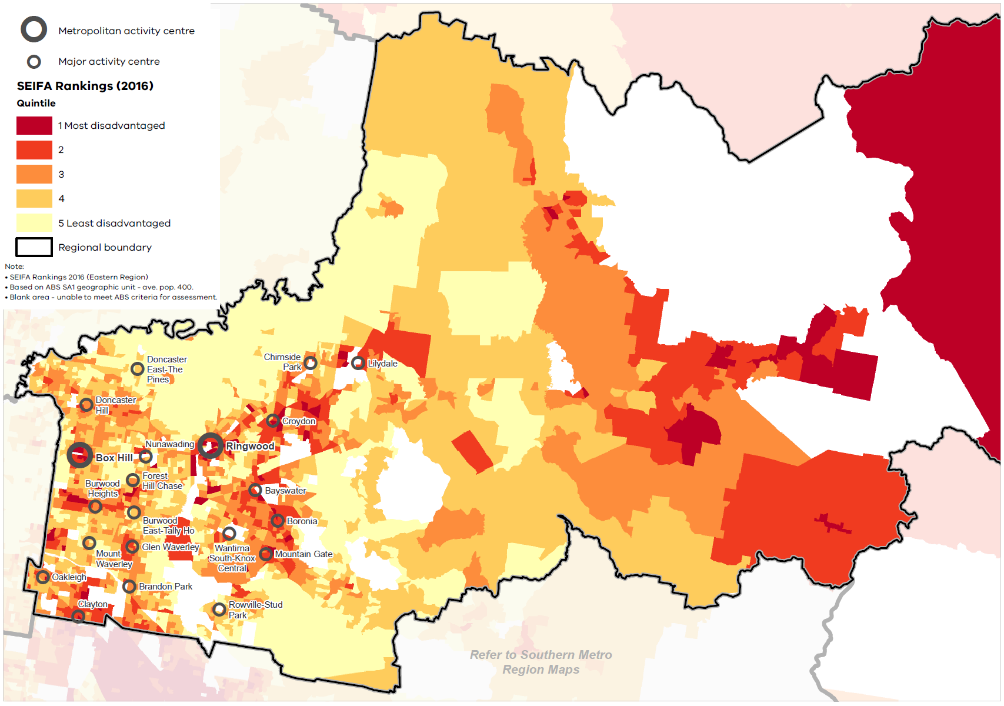 Metropolitan activity centre
Major activity centre
SEIFA Rankings (2016)
Quintile
1 Most disadvantaged
2
3
4
5 Least disadvantaged
Regional boundary
Note:
• SEIFA Rankings 2016 (Eastern Region)
• Based on ABS SA1 geographic unit - ave. pop. 400.
• Blank area - unable to meet ABS criteria for assessment.
Doncaster
East-The
Pines
Chirnside
Park
Lilydale
Doncaster
Hill
Croydon
Nunawading
Ringwood
Box Hill
Burwood
Heights
Forest
Hill Chase
Bayswater
Burwood
East-Tally Ho
Boronia
Glen Waverley
Wantirna
South-Knox
Central
Mountain Gate
Mount
Waverley
Oakleigh
Brandon Park
Clayton
Rowville-Stud
Park
Refer to Southern Metro
Region Maps